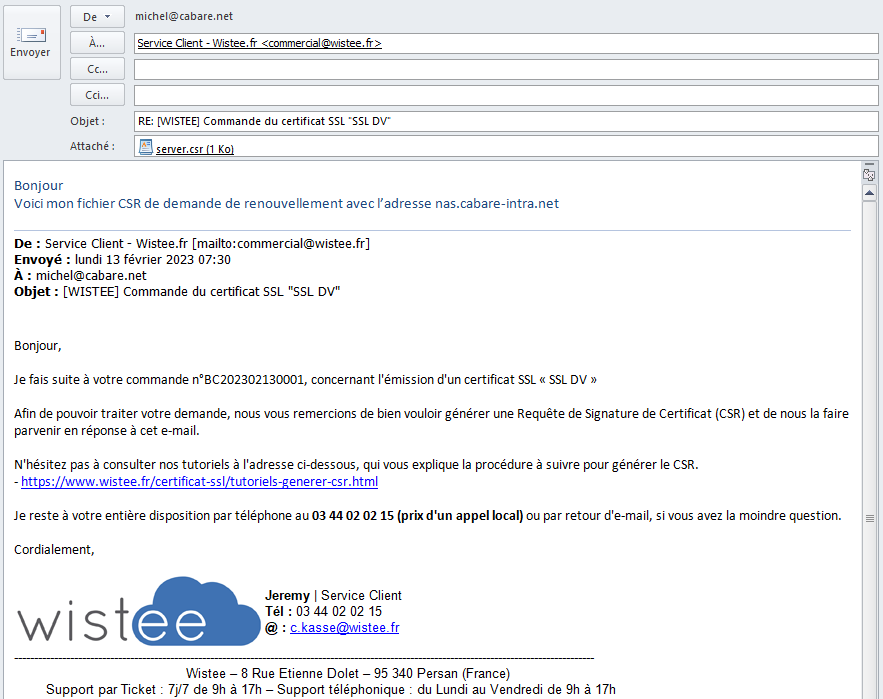 De
michel@cabare.net
Envoyer
À...
Service Client - Wistee.fr <commercial@wistee.fr>
Cc...
Cci...
Objet :
RE: [WISTEE] Commande du certificat SSL "SSL DV"
Attaché :
server.csr (1 Ko)
Bonjour
Voici mon fichier CSR de demande de renouvellement avec l’adresse nas.cabare-intra.net
De : Service Client - Wistee.fr [mailto:commercial@wistee.fr]
Envoyé : lundi 13 février 2023 07:30
À : michel@cabare.net
Objet : [WISTEE] Commande du certificat SSL "SSL DV"
Bonjour,
Je fais suite à votre commande n°BC202302130001, concernant l'émission d'un certificat SSL « SSL DV »
Afin de pouvoir traiter votre demande, nous vous remercions de bien vouloir générer une Requête de Signature de Certificat (CSR) et de nous la faire
parvenir en réponse à cet e-mail.
N'hésitez pas à consulter nos tutoriels à l'adresse ci-dessous, qui vous explique la procédure à suivre pour générer le CSR.
- https://www.wistee.fr/certificat-ssl/tutoriels-generer-csr.html
Je reste à votre entière disposition par téléphone au 03 44 02 02 15 (prix d'un appel local) ou par retour d'e-mail, si vous avez la moindre question.
Cordialement,
wistee
Jeremy | Service Client
Tél : 03 44 02 02 15
@ : c.kasse@wistee.fr
Wistee – 8 Rue Etienne Dolet – 95 340 Persan (France)
Support par Ticket : 7j/7 de 9h à 17h – Support téléphonique : du Lundi au Vendredi de 9h à 17h